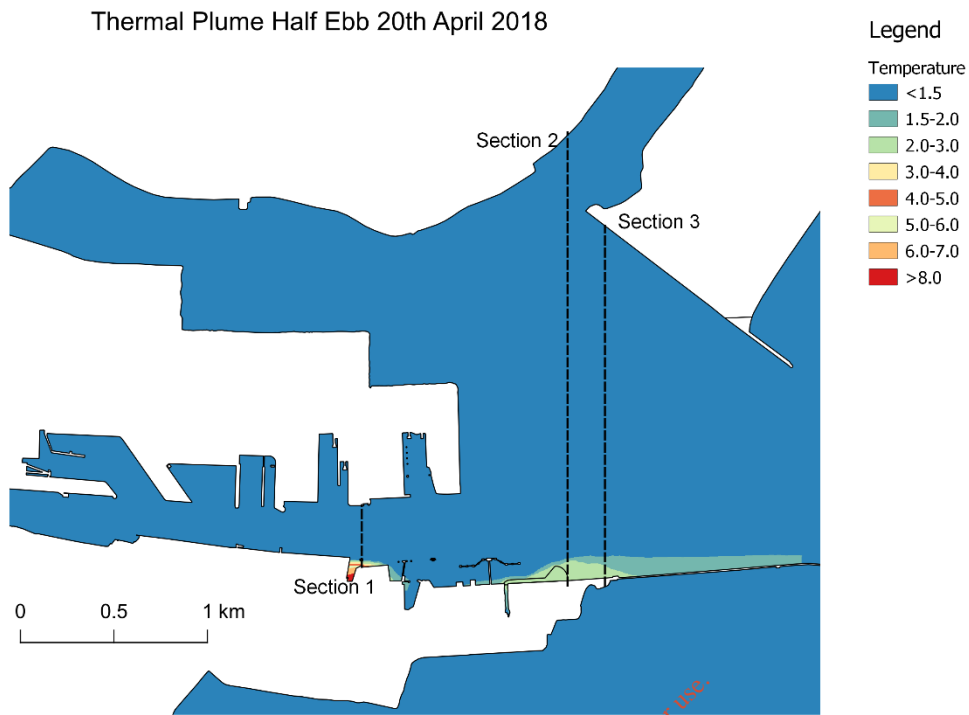 Thermal Plume Half Ebb 20th April 2018
Legend
Temperature
<1.5
1.5-2.0
2.0-3.0
3.0-4.0
4.0-5.0
5.0-6.0
6.0-7.0
>8.0
Section 2
Section 3
Section 1
0 0.5 1 km
use.